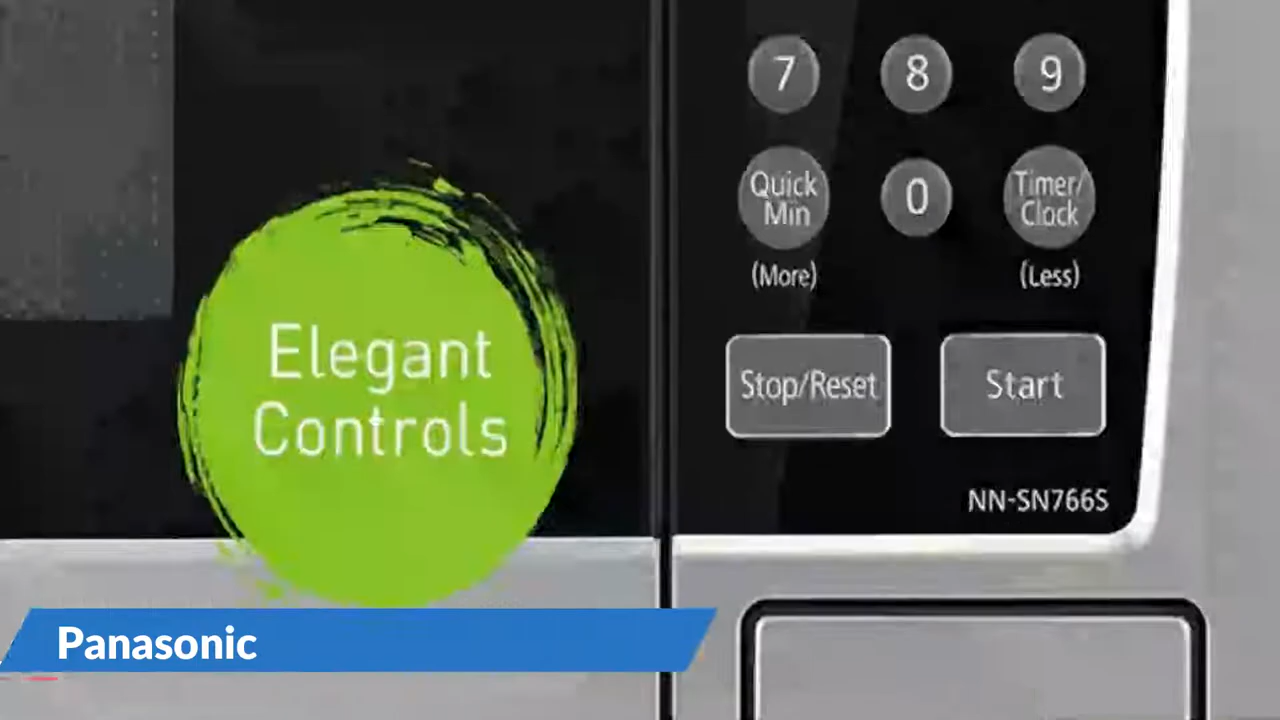 7 8 9
Quick
Min
0
Timer/
Clock
(More) (Less)
Elegant
Controls
Stop/Reset Start
NN-SN766S
Panasonic